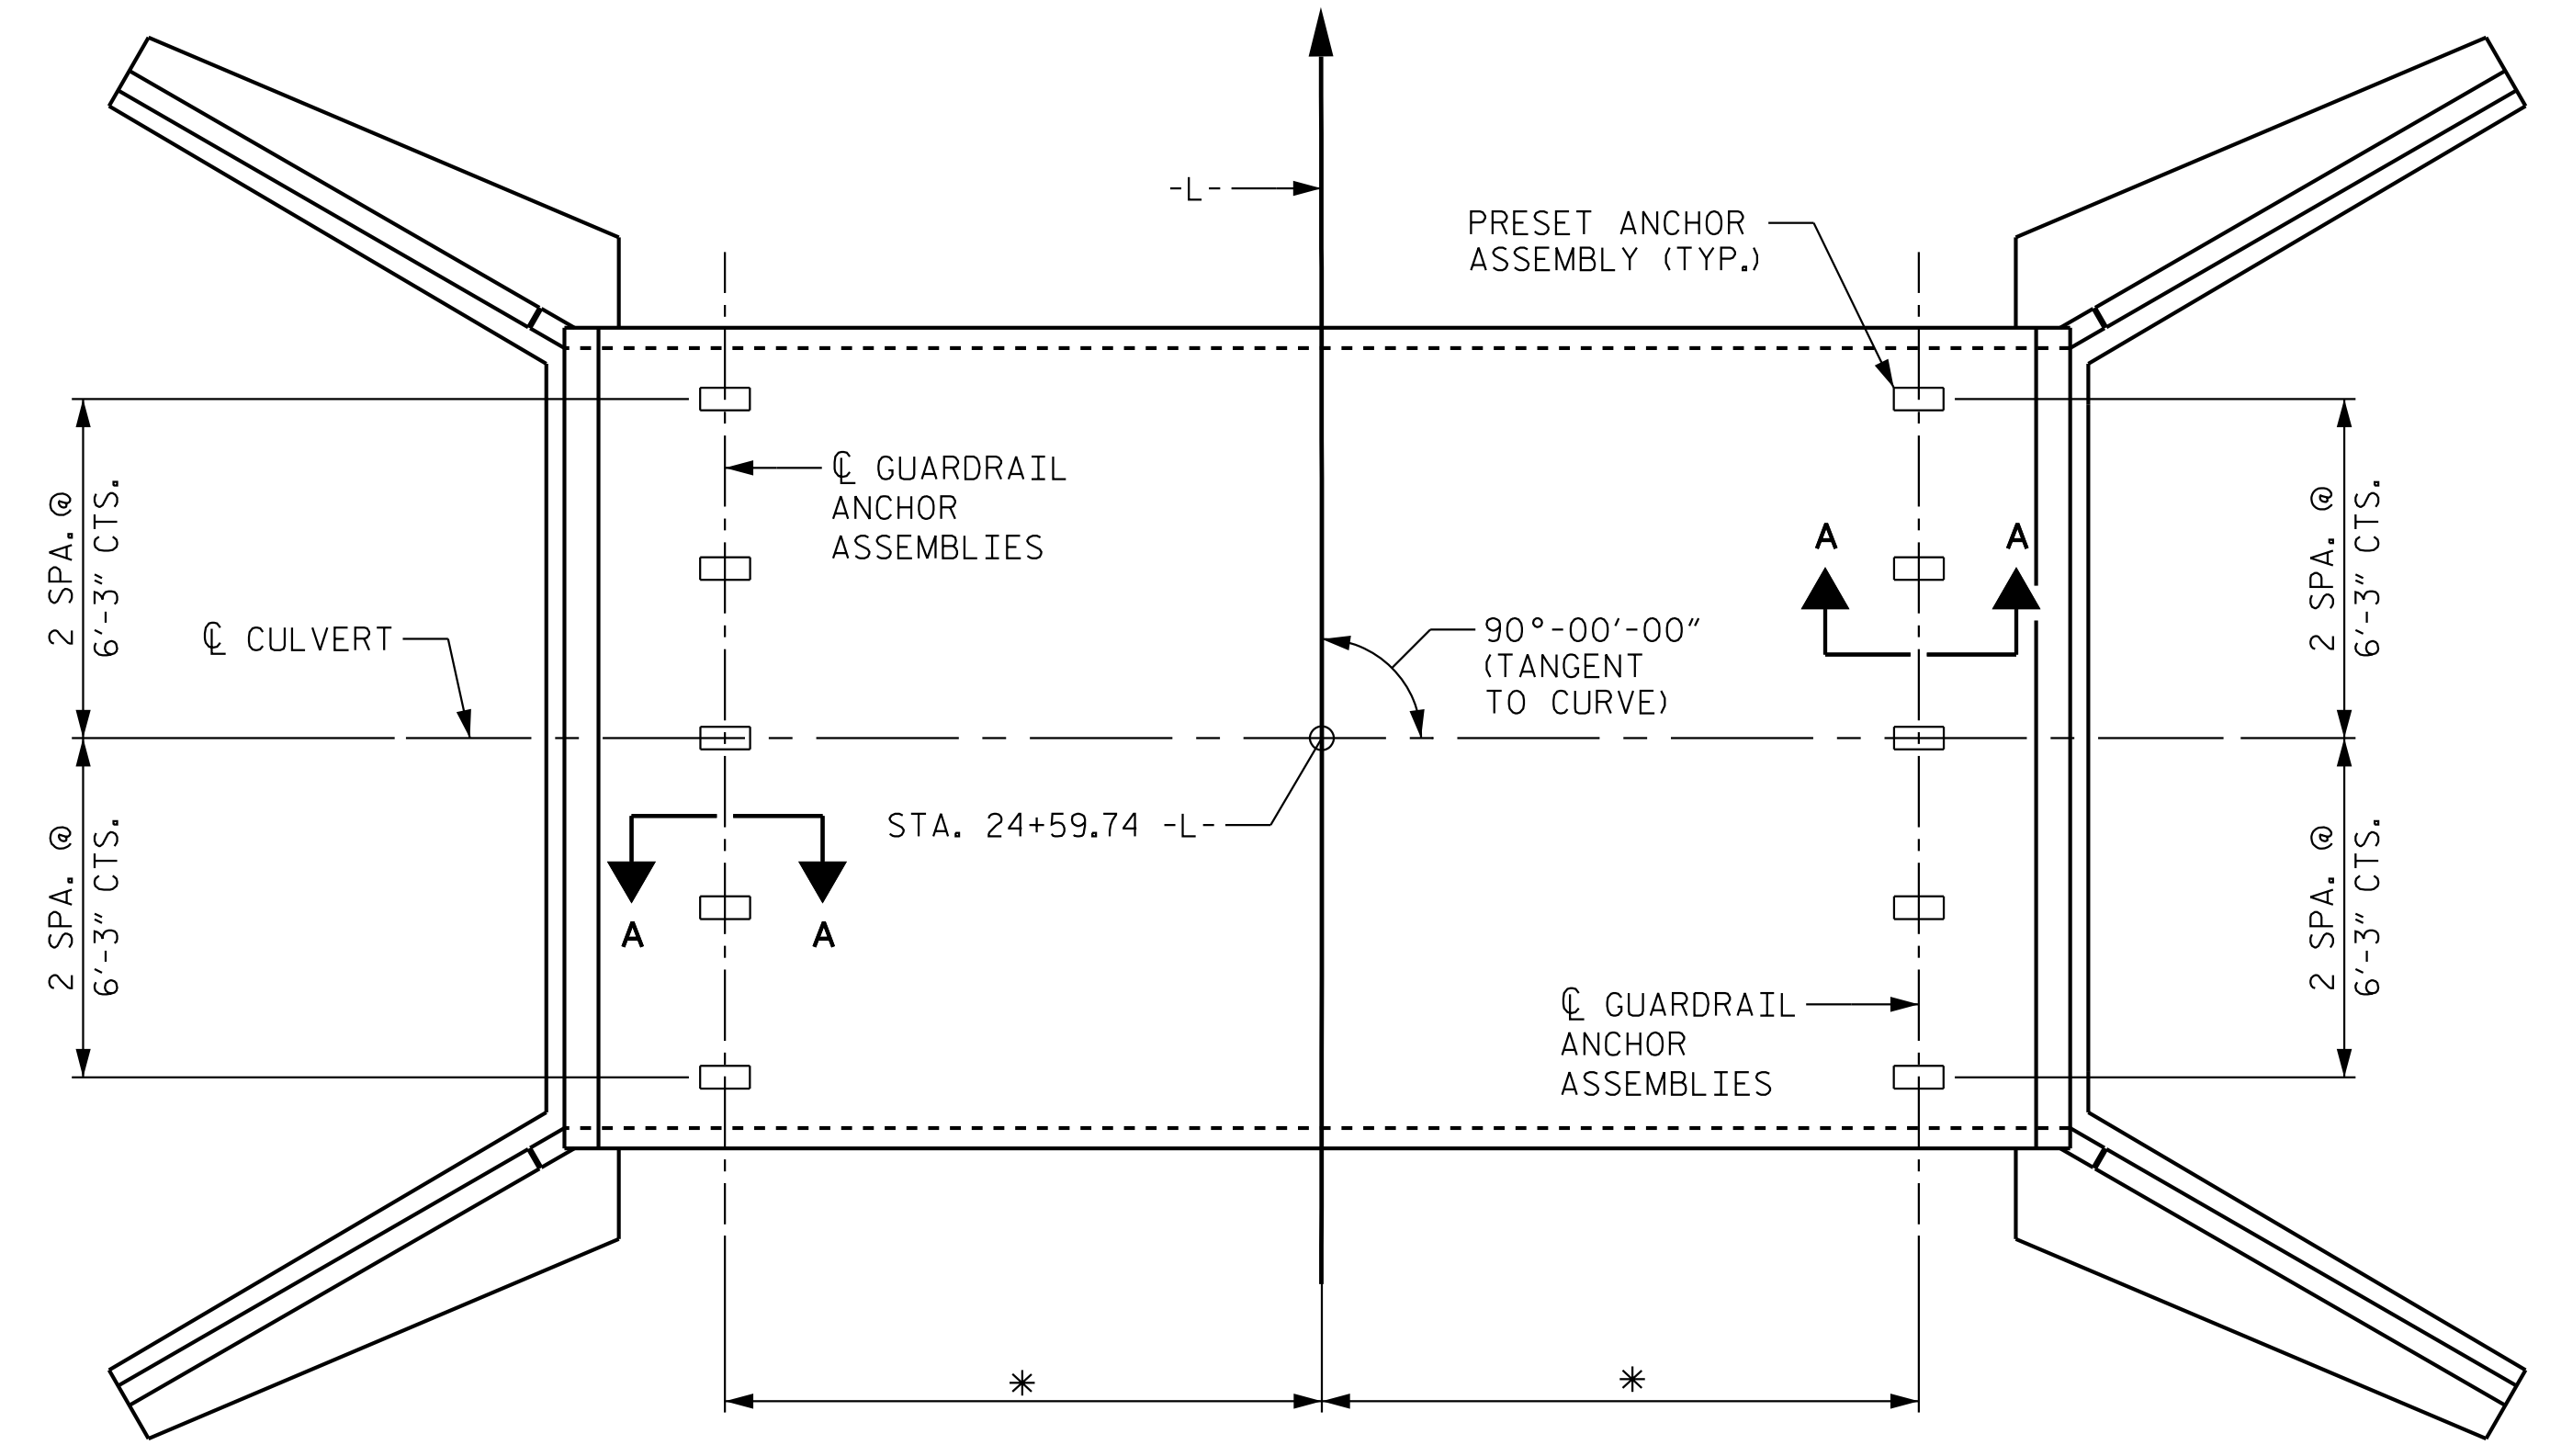 -L-
PRESET ANCHOR
ASSEMBLY (TYP.)
℄ GUARDRAIL
ANCHOR
ASSEMBLIES
2 SPA. @
6'-3" CTS.
2 SPA. @
6'-3" CTS.
A A
℄ CULVERT
90°-00'-00"
(TANGENT
TO CURVE)
STA. 24+59.74 -L-
2 SPA. @
6'-3" CTS.
2 SPA. @
6'-3" CTS.
A A
℄ GUARDRAIL
ANCHOR
ASSEMBLIES
* *